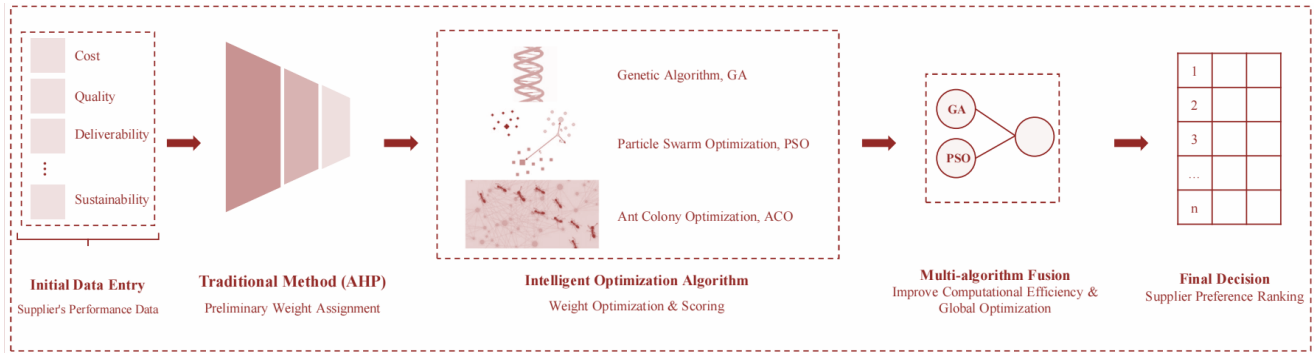 Cost
Quality
Deliverability
⋮
Sustainability
Initial Data Entry
Supplier's Performance Data
Traditional Method (AHP)
Preliminary Weight Assignment
Genetic Algorithm, GA
Particle Swarm Optimization, PSO
Ant Colony Optimization, ACO
Intelligent Optimization Algorithm
Weight Optimization & Scoring
GA
PSO
Multi-algorithm Fusion
Improve Computational Efficiency &
Global Optimization
1
2
3
...
n
Final Decision
Supplier Preference Ranking